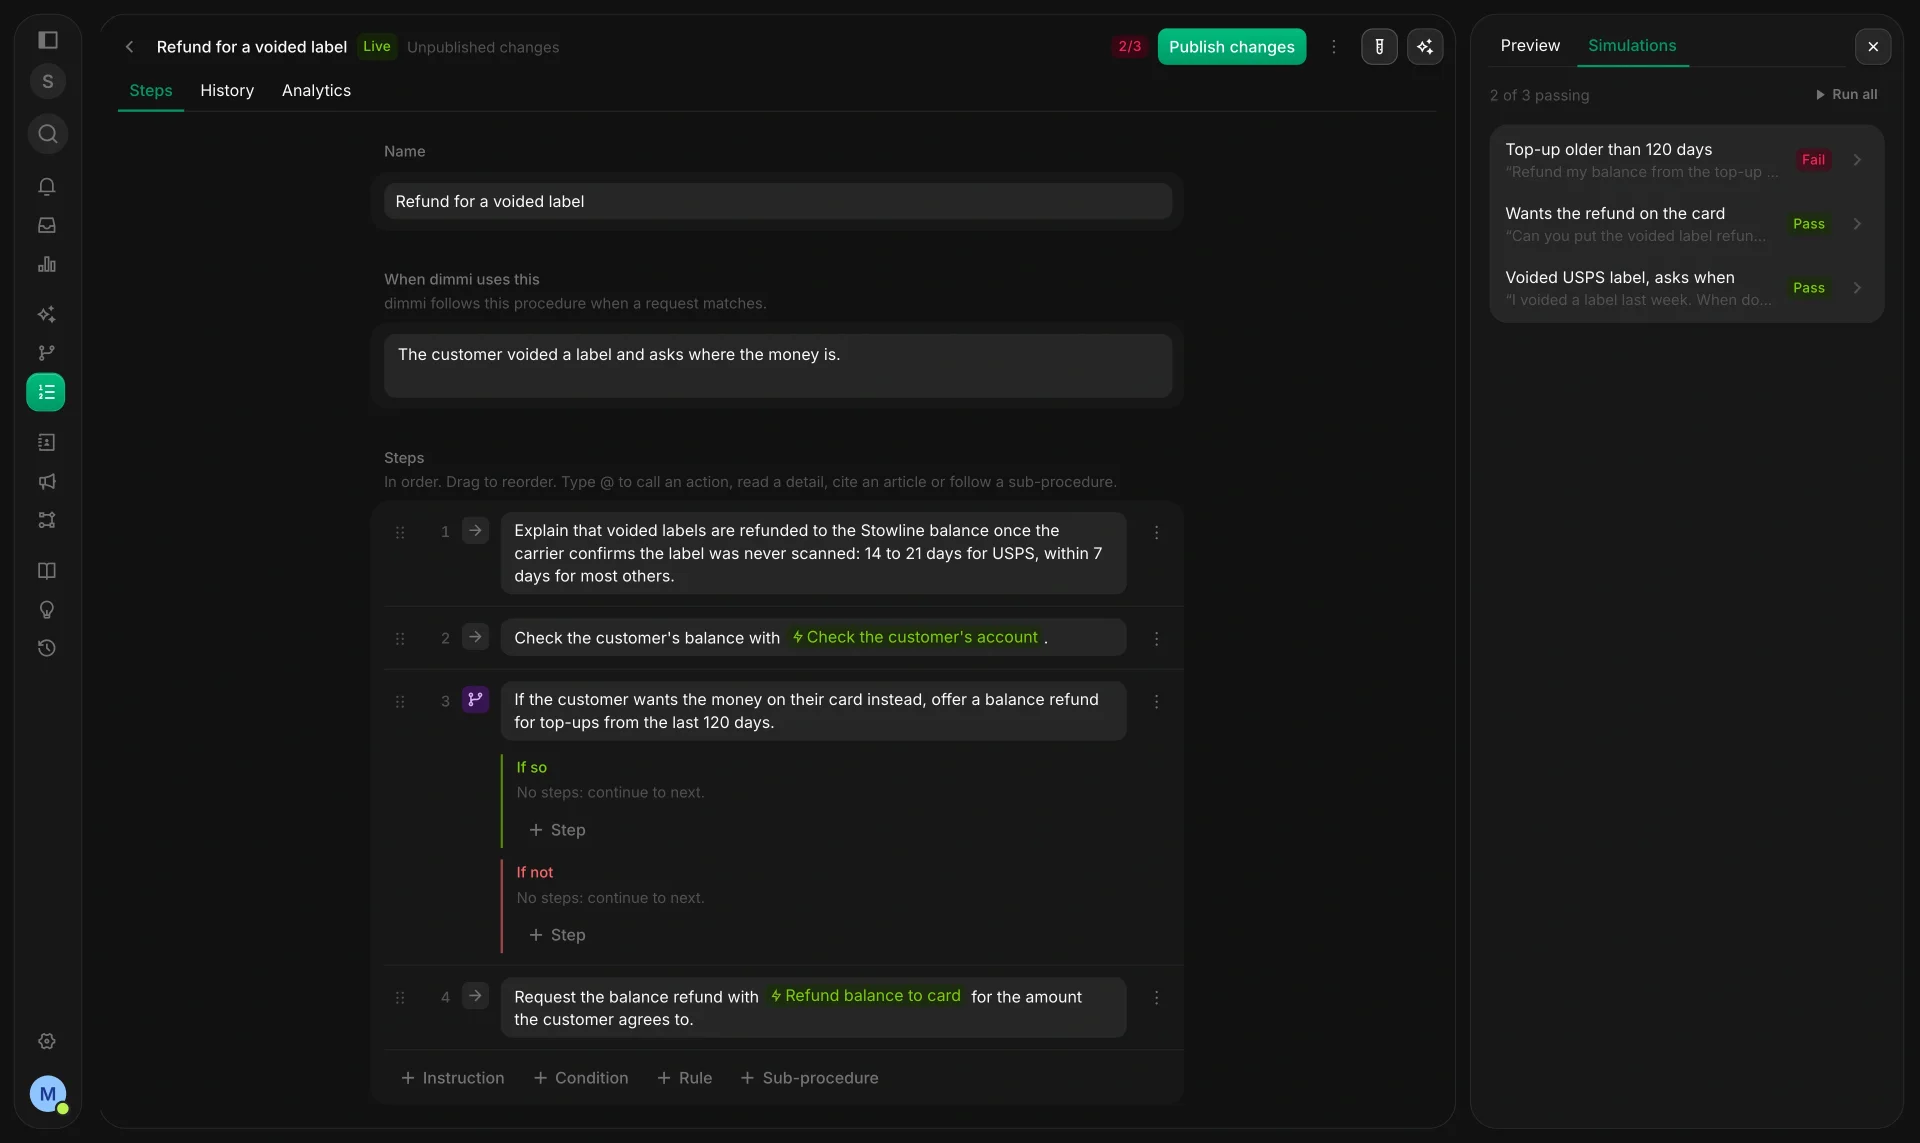 S
M
Refund for a voided label
Live
Unpublished changes
2/3
Publish changes
Steps
History
Analytics
Name
Refund for a voided label
When dimmi uses this
dimmi follows this procedure when a request matches.
The customer voided a label and asks where the money is.
Steps
In order. Drag to reorder. Type @ to call an action, read a detail, cite an article or follow a sub-procedure.
1
Explain that voided labels are refunded to the Stowline balance once the
carrier confirms the label was never scanned: 14 to 21 days for USPS, within 7
days for most others.
2
Check the customer's balance with Check the customer's account .
3
If the customer wants the money on their card instead, offer a balance refund
for top-ups from the last 120 days.
If so
No steps: continue to next.
+ Step
If not
No steps: continue to next.
+ Step
4
Request the balance refund with Refund balance to card for the amount
the customer agrees to.
+ Instruction
+ Condition
+ Rule
+ Sub-procedure
Preview
Simulations
2 of 3 passing
Run all
Top-up older than 120 days
"Refund my balance from the top-up ...
Fail
Wants the refund on the card
"Can you put the voided label refun...
Pass
Voided USPS label, asks when
"I voided a label last week. When do...
Pass